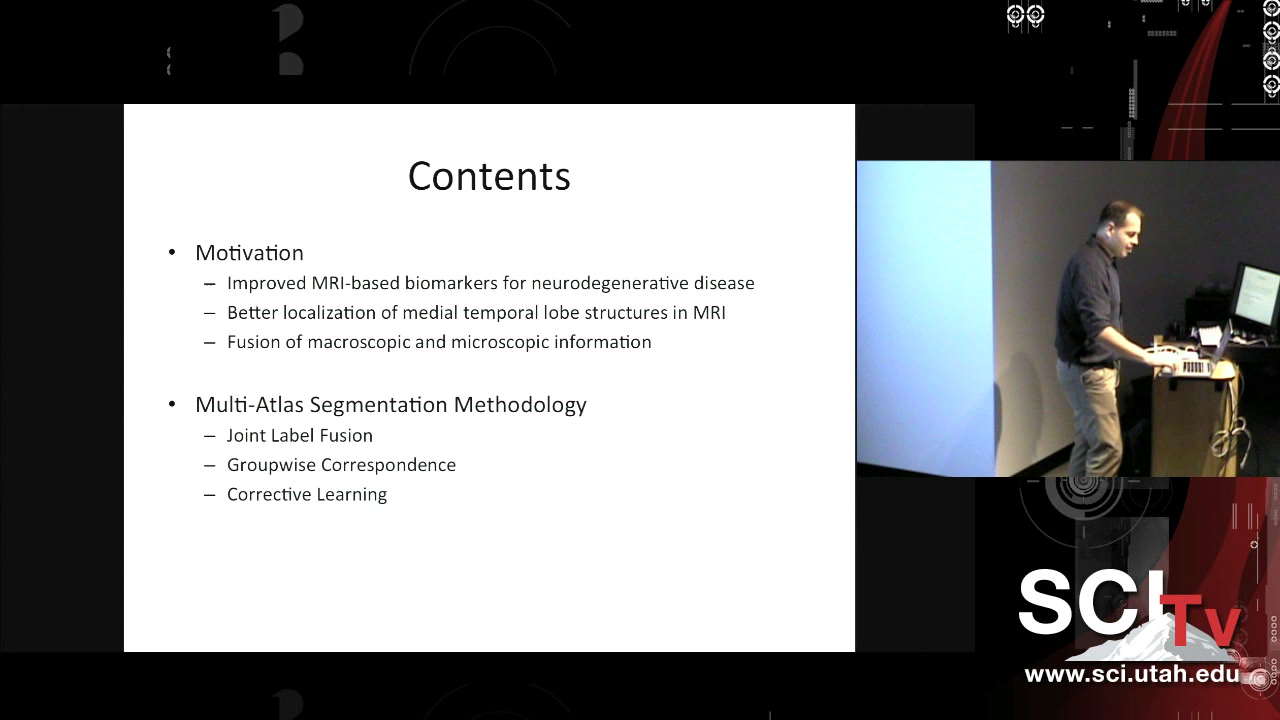 Contents
• Motivation
– Improved MRI-based biomarkers for neurodegenerative disease
– Better localization of medial temporal lobe structures in MRI
– Fusion of macroscopic and microscopic information
• Multi-Atlas Segmentation Methodology
– Joint Label Fusion
– Groupwise Correspondence
– Corrective Learning
SCI TV
www.sci.utah.edu